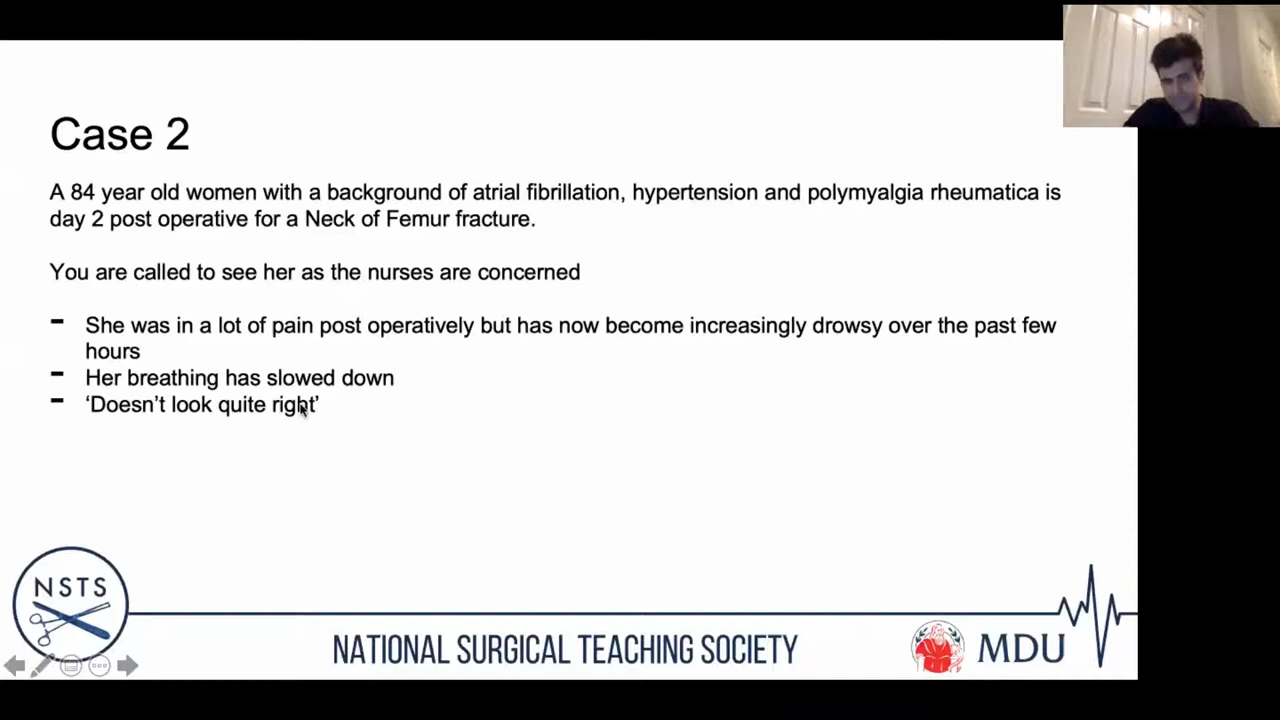 Case 2
A 84 year old women with a background of atrial fibrillation, hypertension and polymyalgia rheumatica is
day 2 post operative for a Neck of Femur fracture.
You are called to see her as the nurses are concerned
- She was in a lot of pain post operatively but has now become increasingly drowsy over the past few
hours
- Her breathing has slowed down
- ‘Doesn’t look quite right’
NSTS
NATIONAL SURGICAL TEACHING SOCIETY
MDU